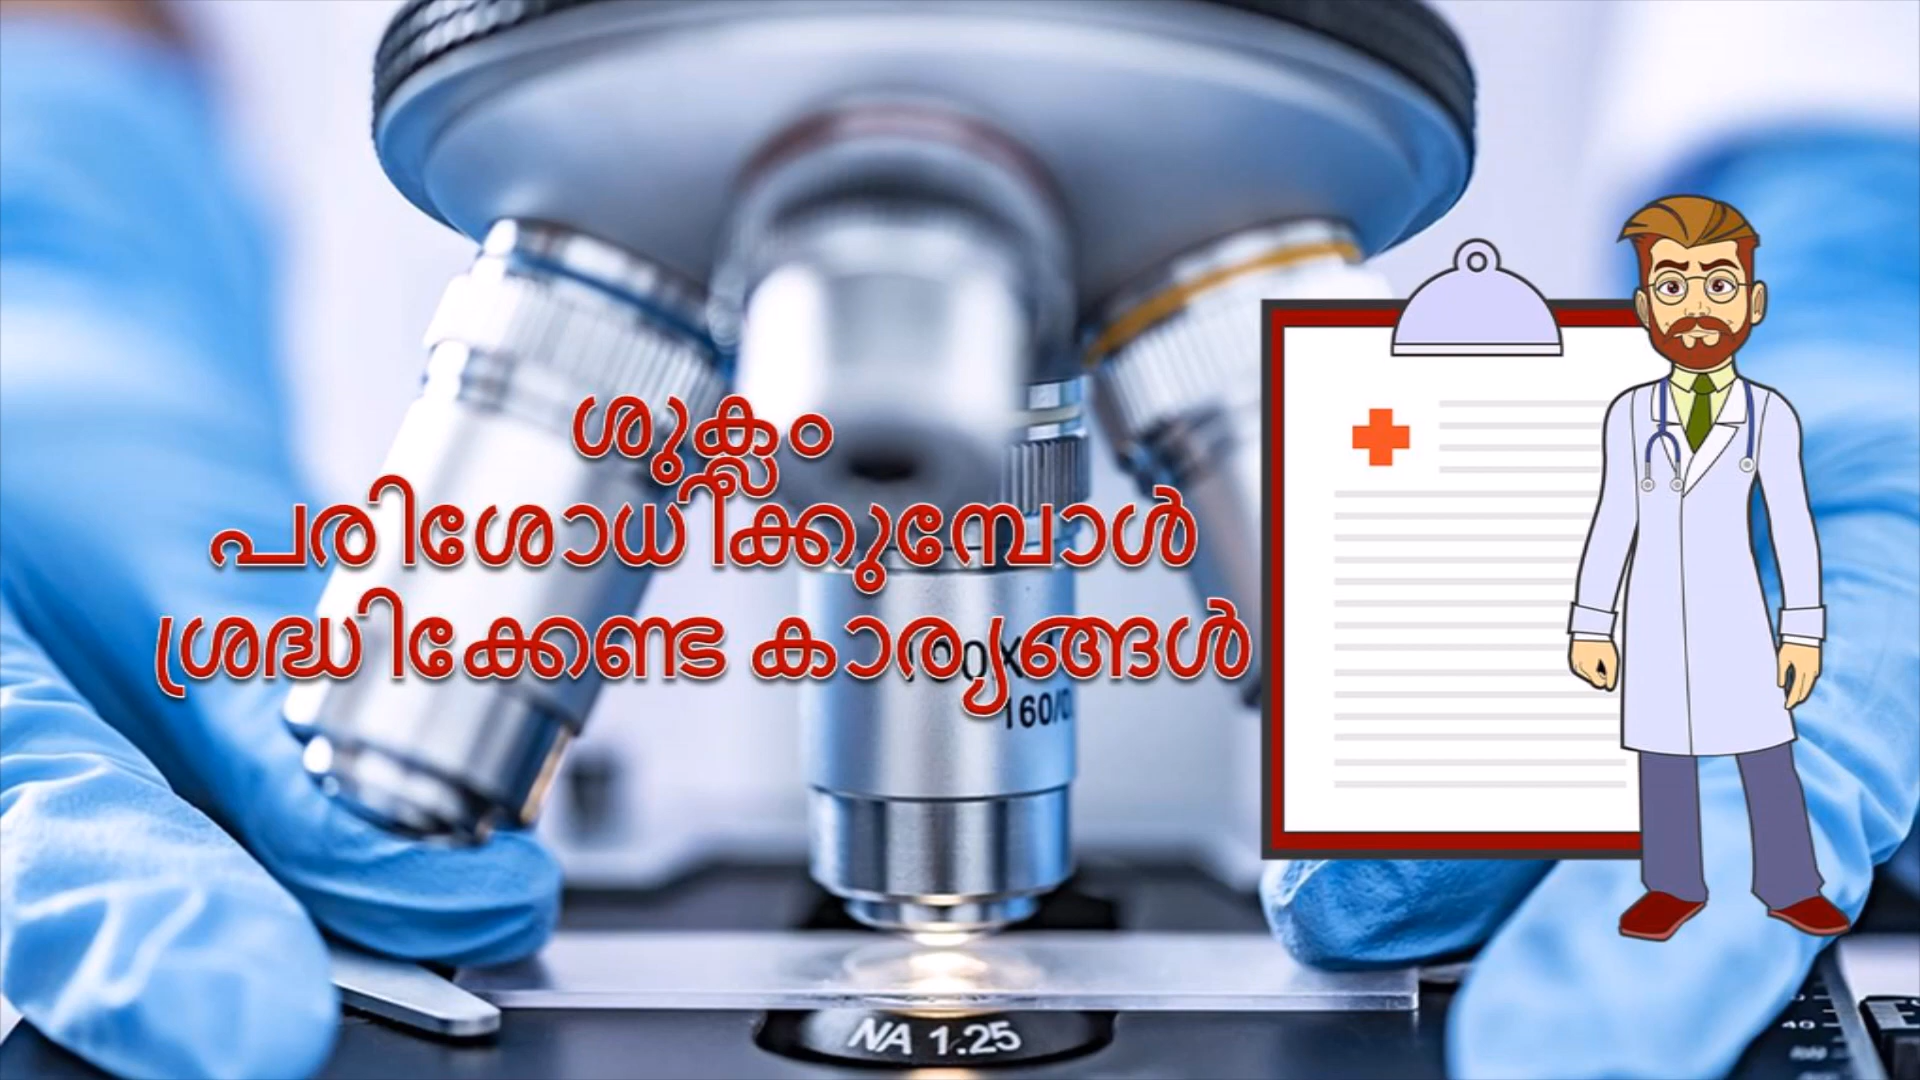 ശുക്ലം
പരിശോധിക്കുമ്പോൾ
ശ്രദ്ധിക്കേണ്ട കാര്യങ്ങൾ
160/0
NA 1.25